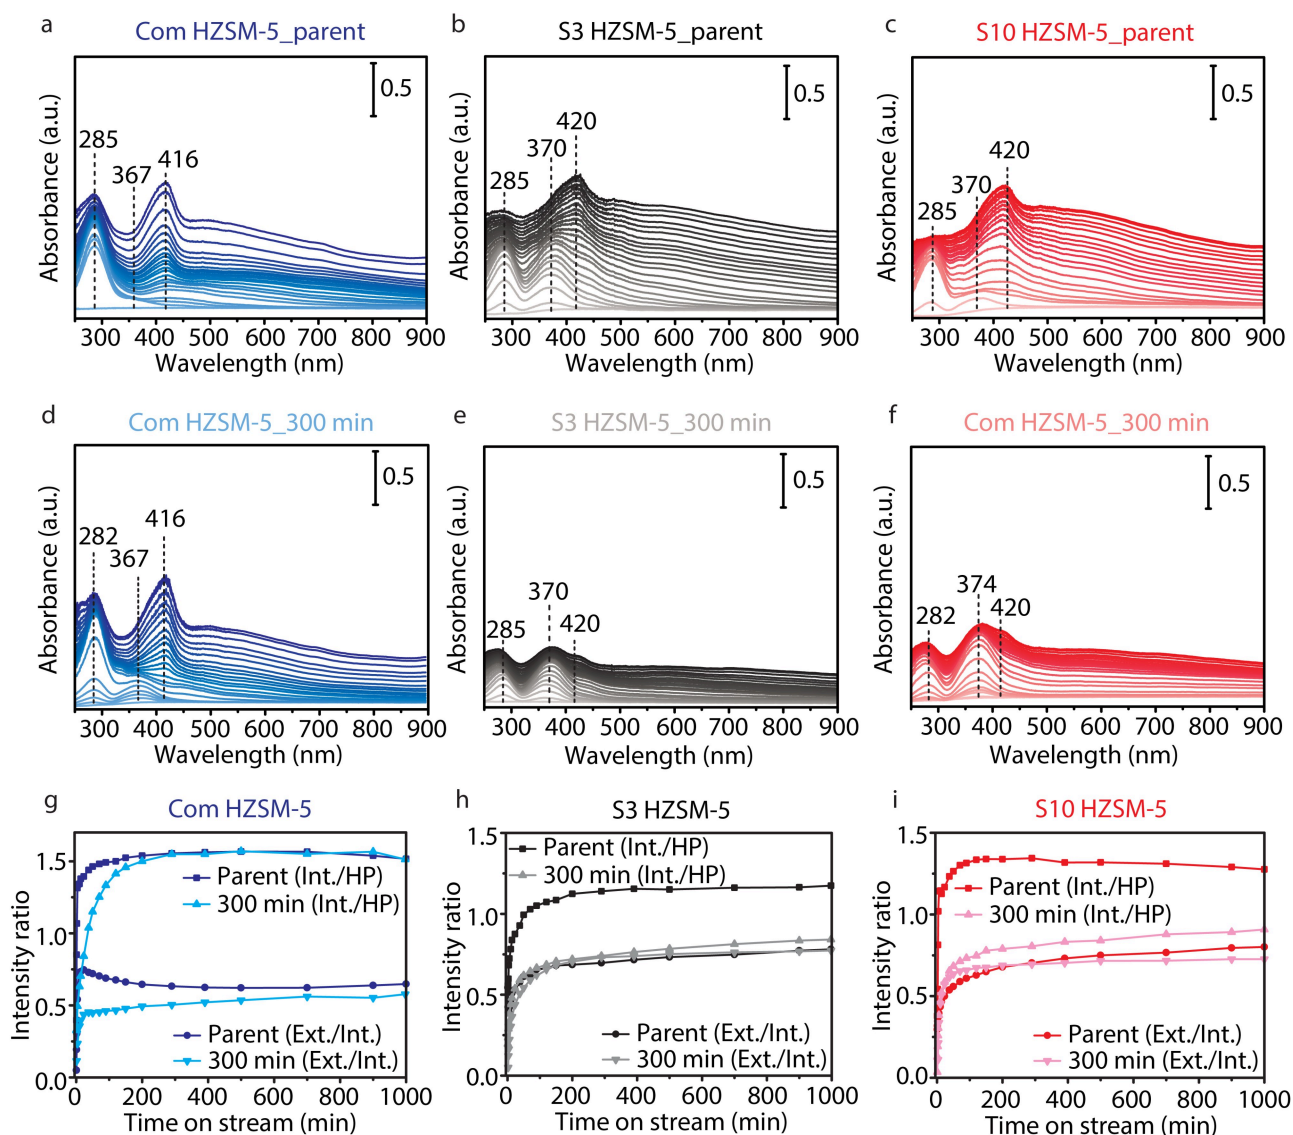 a
Com HZSM-5_parent
Absorbance (a.u.)
285
367
416
0.5
300 400 500 600 700 800 900
Wavelength (nm)
b
S3 HZSM-5_parent
Absorbance (a.u.)
285
370
420
0.5
300 400 500 600 700 800 900
Wavelength (nm)
c
S10 HZSM-5_parent
Absorbance (a.u.)
285
370
420
0.5
300 400 500 600 700 800 900
Wavelength (nm)
d
Com HZSM-5_300 min
Absorbance (a.u.)
282
367
416
0.5
300 400 500 600 700 800 900
Wavelength (nm)
e
S3 HZSM-5_300 min
Absorbance (a.u.)
285
370
420
0.5
300 400 500 600 700 800 900
Wavelength (nm)
f
Com HZSM-5_300 min
Absorbance (a.u.)
282
374
420
0.5
300 400 500 600 700 800 900
Wavelength (nm)
g
Com HZSM-5
Intensity ratio
1.5
1.0
0.5
0.0
Parent (Int./HP)
300 min (Int./HP)
Parent (Ext./Int.)
300 min (Ext./Int.)
0 200 400 600 800 1000
Time on stream (min)
h
S3 HZSM-5
Intensity ratio
1.5
1.0
0.5
0.0
Parent (Int./HP)
300 min (Int./HP)
Parent (Ext./Int.)
300 min (Ext./Int.)
0 200 400 600 800 1000
Time on stream (min)
i
S10 HZSM-5
Intensity ratio
1.5
1.0
0.5
0.0
Parent (Int./HP)
300 min (Int./HP)
Parent (Ext./Int.)
300 min (Ext./Int.)
0 200 400 600 800 1000
Time on stream (min)